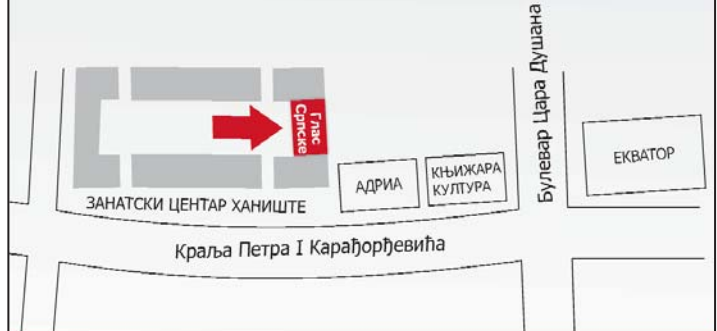 Глас
Српске
ЗАНАТСКИ ЦЕНТАР ХАНИШТЕ
АДРИА
КЊИЖАРА
КУЛТУРА
Булевар Цара Душана
ЕКВАТОР
Краља Петра I Карађорђевића